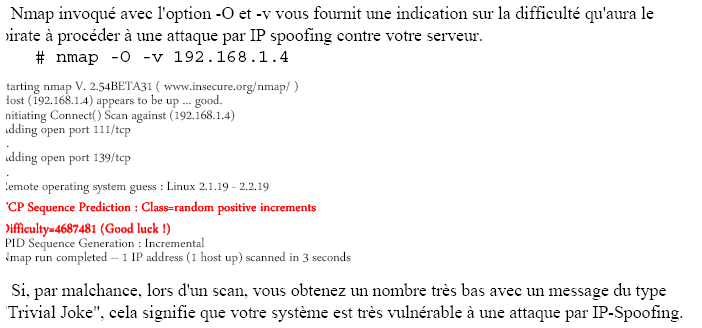 Nmap invoqué avec l'option -O et -v vous fournit une indication sur la difficulté qu'aura le
pirate à procéder à une attaque par IP spoofing contre votre serveur.
# nmap -O -v 192.168.1.4
tarting nmap V. 2.54BETA31 ( www.insecure.org/nmap/ )
Host (192.168.1.4) appears to be up ... good.
nitiating Connect() Scan against (192.168.1.4)
dding open port 111/tcp
.
dding open port 139/tcp
.
emote operating system guess : Linux 2.1.19 - 2.2.19
TCP Sequence Prediction : Class=random positive increments
Difficulty=4687481 (Good luck !)
IPID Sequence Generation : Incremental
Nmap run completed -- 1 IP address (1 host up) scanned in 3 seconds
Si, par malchance, lors d'un scan, vous obtenez un nombre très bas avec un message du type
"Trivial Joke", cela signifie que votre système est très vulnérable à une attaque par IP-Spoofing.